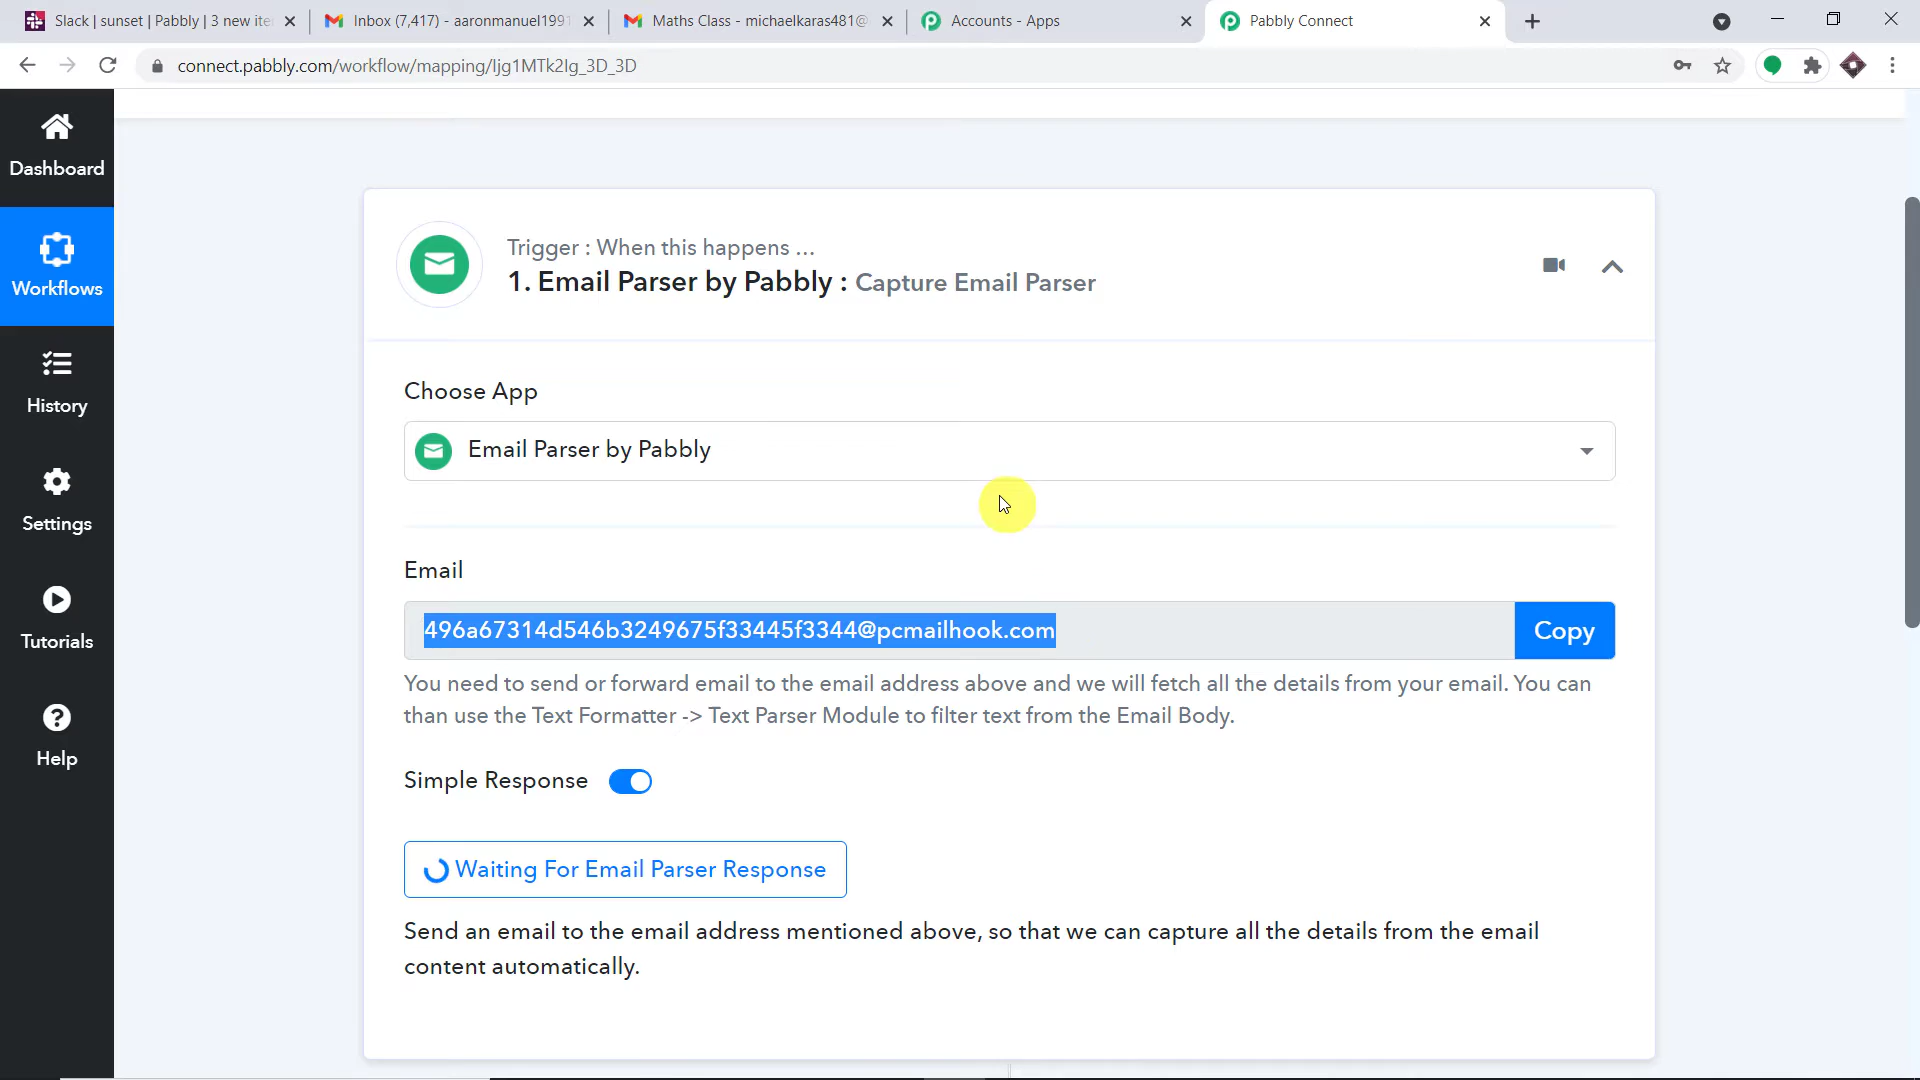 Slack | sunset | Pabbly | 3 new ite
Inbox (7,417) - aaronmanuel1991
Maths Class - michaelkaras481@
Accounts - Apps
Pabbly Connect
connect.pabbly.com/workflow/mapping/Ijg1MTk2Ig_3D_3D
Dashboard
Workflows
History
Settings
Tutorials
Help
Trigger : When this happens ...
1. Email Parser by Pabbly : Capture Email Parser
Choose App
Email Parser by Pabbly
Email
496a67314d546b3249675f33445f3344@pcmailhook.com
Copy
You need to send or forward email to the email address above and we will fetch all the details from your email. You can
than use the Text Formatter -> Text Parser Module to filter text from the Email Body.
Simple Response
Waiting For Email Parser Response
Send an email to the email address mentioned above, so that we can capture all the details from the email
content automatically.